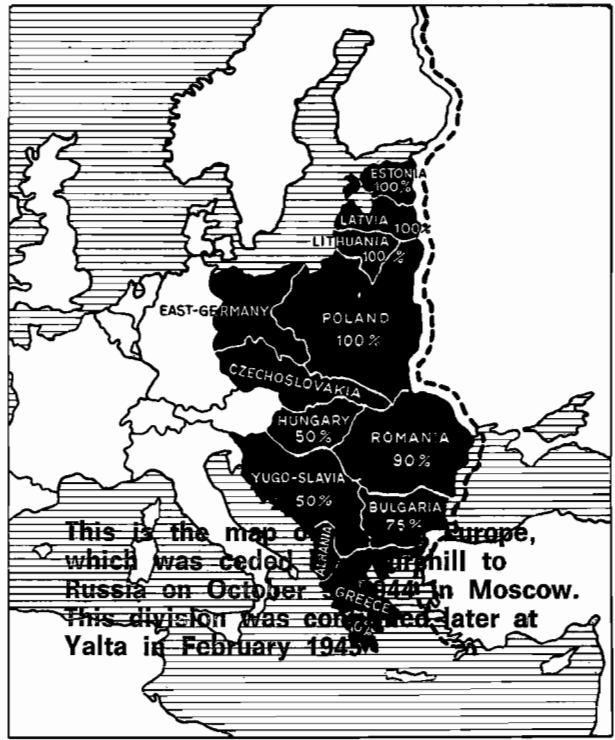 ESTONIA
100%
LATVIA 100%
LITHUANIA
100%
EAST-GERMANY
POLAND
100%
CZECHOSLOVAKIA
HUNGARY
50%
ROMANIA
90%
YUGO-SLAVIA
50%
BULGARIA
75%
GREECE
This is the map Europe,
which was ceded to
Russia on October in Moscow.
This division was later at
Yalta in February 1945